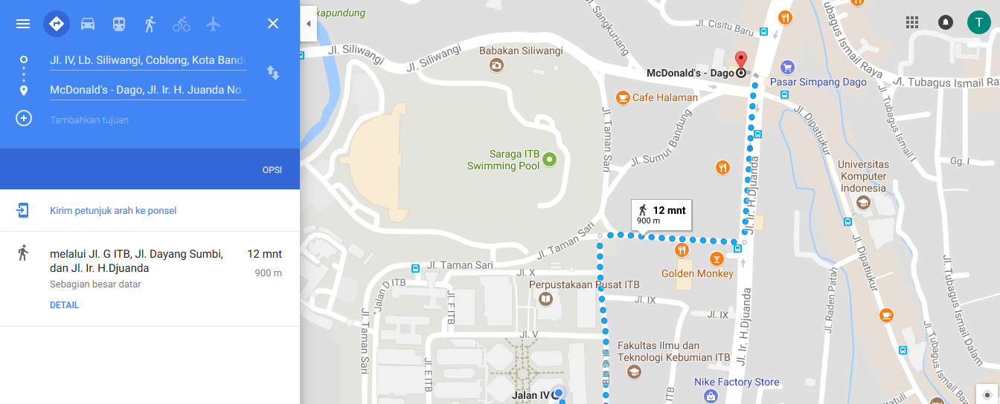 Jl. IV, Lb. Siliwangi, Coblong, Kota Band
McDonald's - Dago, Jl. Ir. H. Juanda No.
Tambahkan tujuan
OPSI
Kirim petunjuk arah ke ponsel
melalui Jl. G ITB, Jl. Dayang Sumbi,
dan Jl. Ir. H.Djuanda
12 mnt
900 m
Sebagian besar datar
DETAIL
Cikapundung
T
Jl. Cisitu Baru
Jl. Sangkuriang
Jl. Siliwangi
Jl. Siliwangi
Babakan Siliwangi
McDonald's - Dago
Pasar Simpang Dago
Jl. Tubagus Ismail Raya
Jl. Tubagus Ismail Ra
Cafe Halaman
Jl. Tubagus Ismail I
Jl. Dipatiukur
Jl. Taman Sari
Jl. Sumur Bandung
Saraga ITB
Swimming Pool
Universitas
Komputer
Indonesia
Gg. I
Jl. Ir. H.Djuanda
12 mnt
900 m
Jl. Taman Sari
Jl. Taman Sari
Jl. X
Golden Monkey
Jl. Dipatiukur
Jl. Tubagus Ismail Dalam
Jalan D ITB
Perpustakaan Pusat ITB
Jl. F ITB
Jl. IX
Jl. IX
Jl. Ir. H.Djuanda
Jl. Raden Patah
Jl. Taman Sari
Jl. V
Fakultas Ilmu dan
Teknologi Kebumian ITB
Jl. G ITB
Jl. E ITB
Nike Factory Store
Jalan IV
ITB
Jl. Tubagus